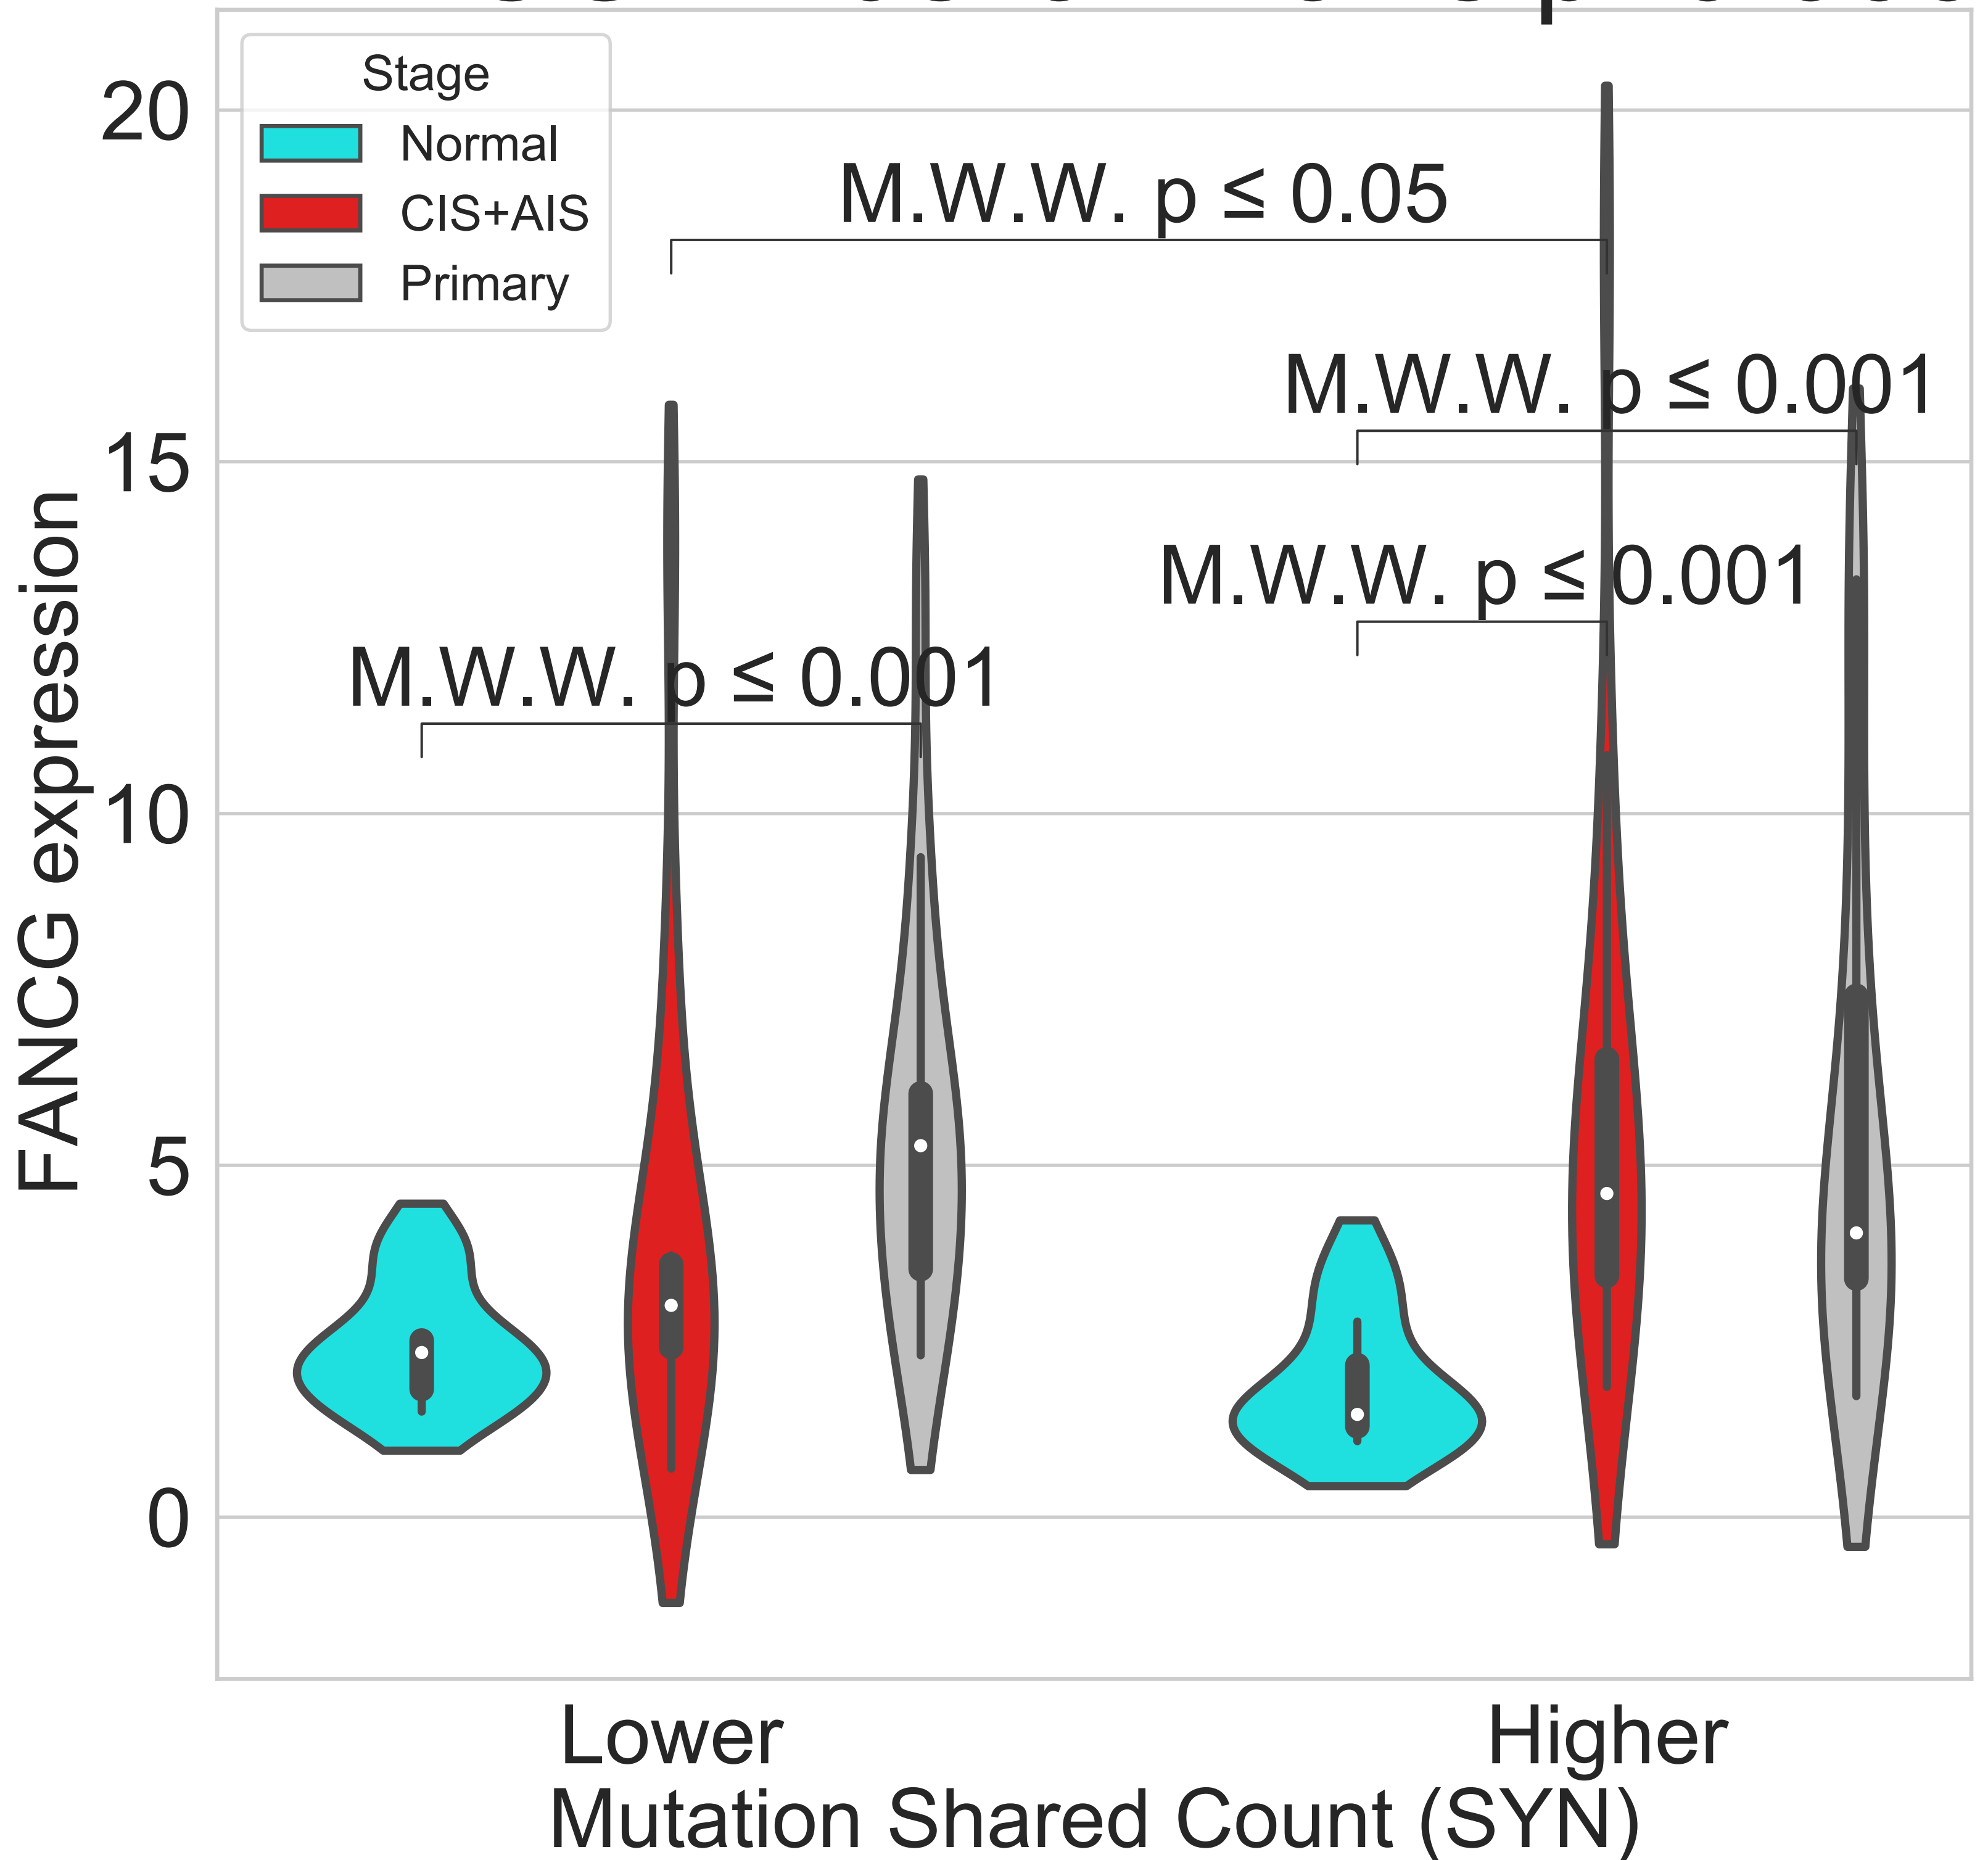 Stage
Normal
CIS+AIS
Primary
20
15
10
5
0
FANCG expression
M.W.W. p ≤ 0.05
M.W.W. p ≤ 0.001
M.W.W. p ≤ 0.001
M.W.W. p ≤ 0.001
Lower
Higher
Mutation Shared Count (SYN)